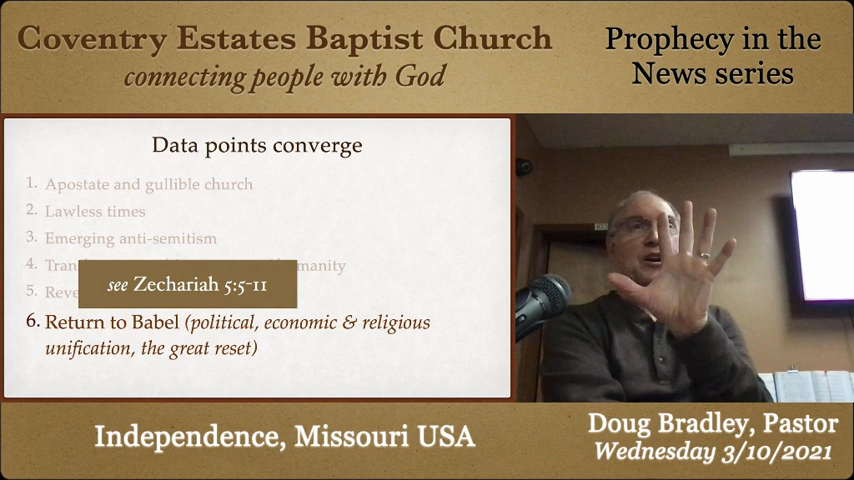 Coventry Estates Baptist Church
connecting people with God
Prophecy in the
News series
Data points converge
1. Apostate and gullible church
2. Lawless times
3. Emerging anti-semitism
4. manity
5.
see Zechariah 5:5-11
6. Return to Babel (political, economic & religious
unification, the great reset)
Independence, Missouri USA
Doug Bradley, Pastor
Wednesday 3/10/2021